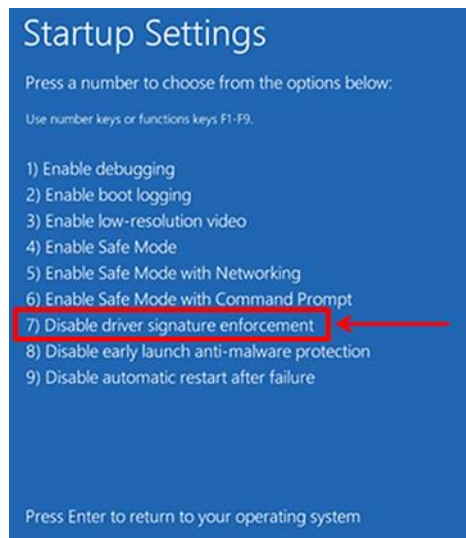 Startup Settings
Press a number to choose from the options below:
Use number keys or functions keys F1-F9.
1) Enable debugging
2) Enable boot logging
3) Enable low-resolution video
4) Enable Safe Mode
5) Enable Safe Mode with Networking
6) Enable Safe Mode with Command Prompt
7) Disable driver signature enforcement
8) Disable early launch anti-malware protection
9) Disable automatic restart after failure
Press Enter to return to your operating system